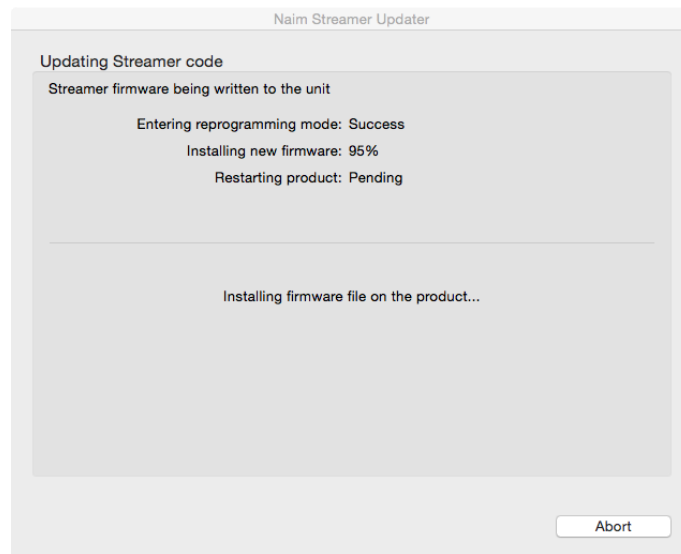 Naim Streamer Updater
Updating Streamer code
Streamer firmware being written to the unit
Entering reprogramming mode: Success
Installing new firmware: 95%
Restarting product: Pending
Installing firmware file on the product...
Abort